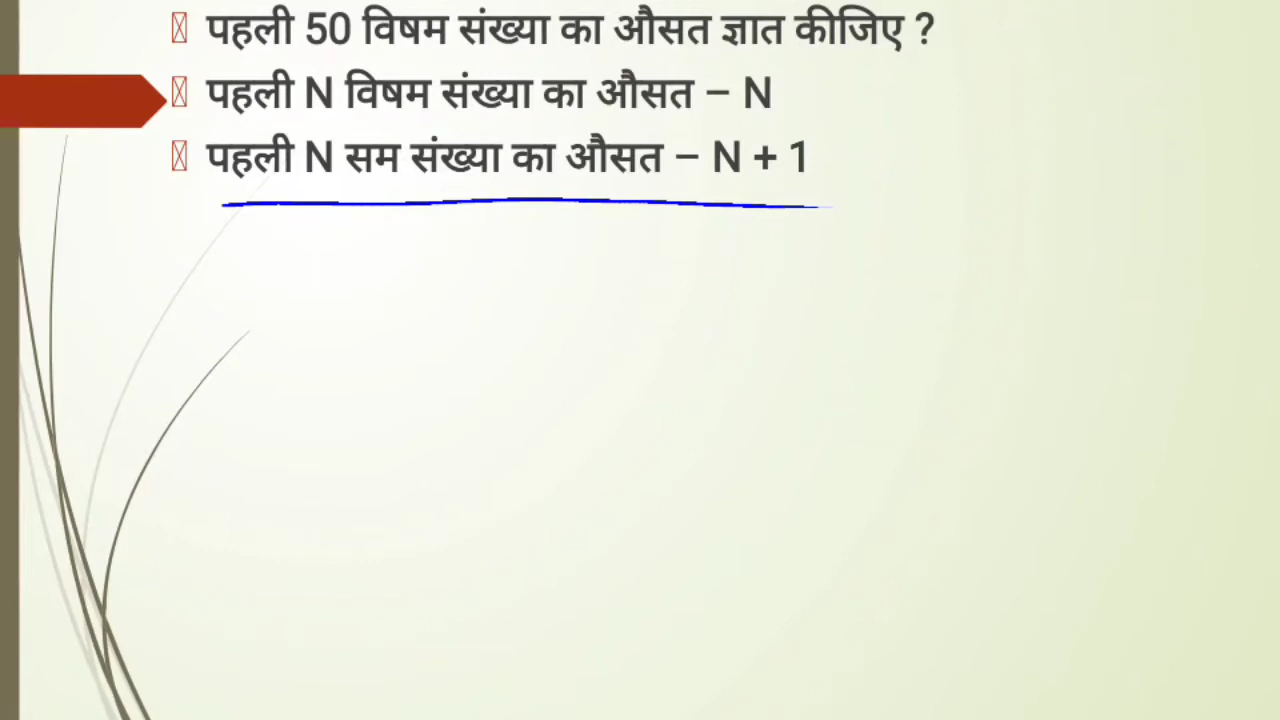 पहली 50 विषम संख्या का औसत ज्ञात कीजिए ?
पहली N विषम संख्या का औसत – N
पहली N सम संख्या का औसत – N + 1